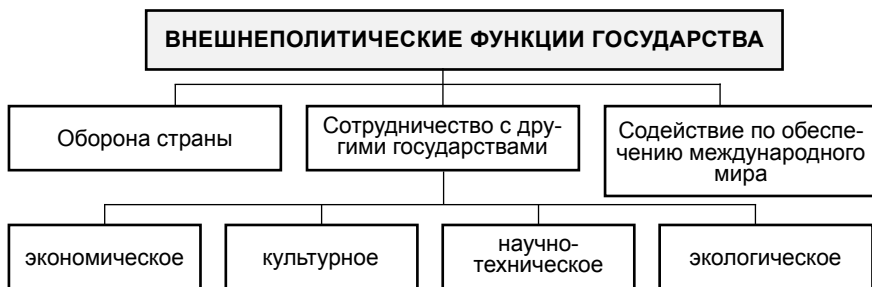 ВНЕШНЕПОЛИТИЧЕСКИЕ ФУНКЦИИ ГОСУДАРСТВА
Оборона страны
Сотрудничество с дру-
гими государствами
Содействие по обеспе-
чению международного
мира
экономическое
культурное
научно-
техническое
экологическое